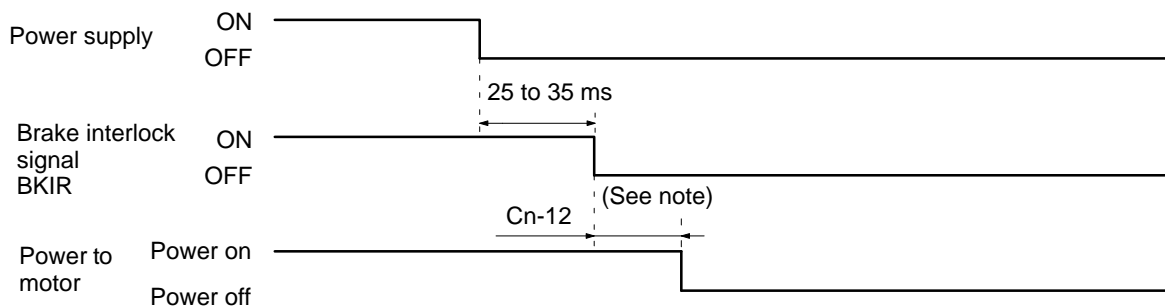 Power supply
ON
OFF
25 to 35 ms
Brake interlock
signal
BKIR
ON
OFF
(See note)
Cn-12
Power to
motor
Power on
Power off